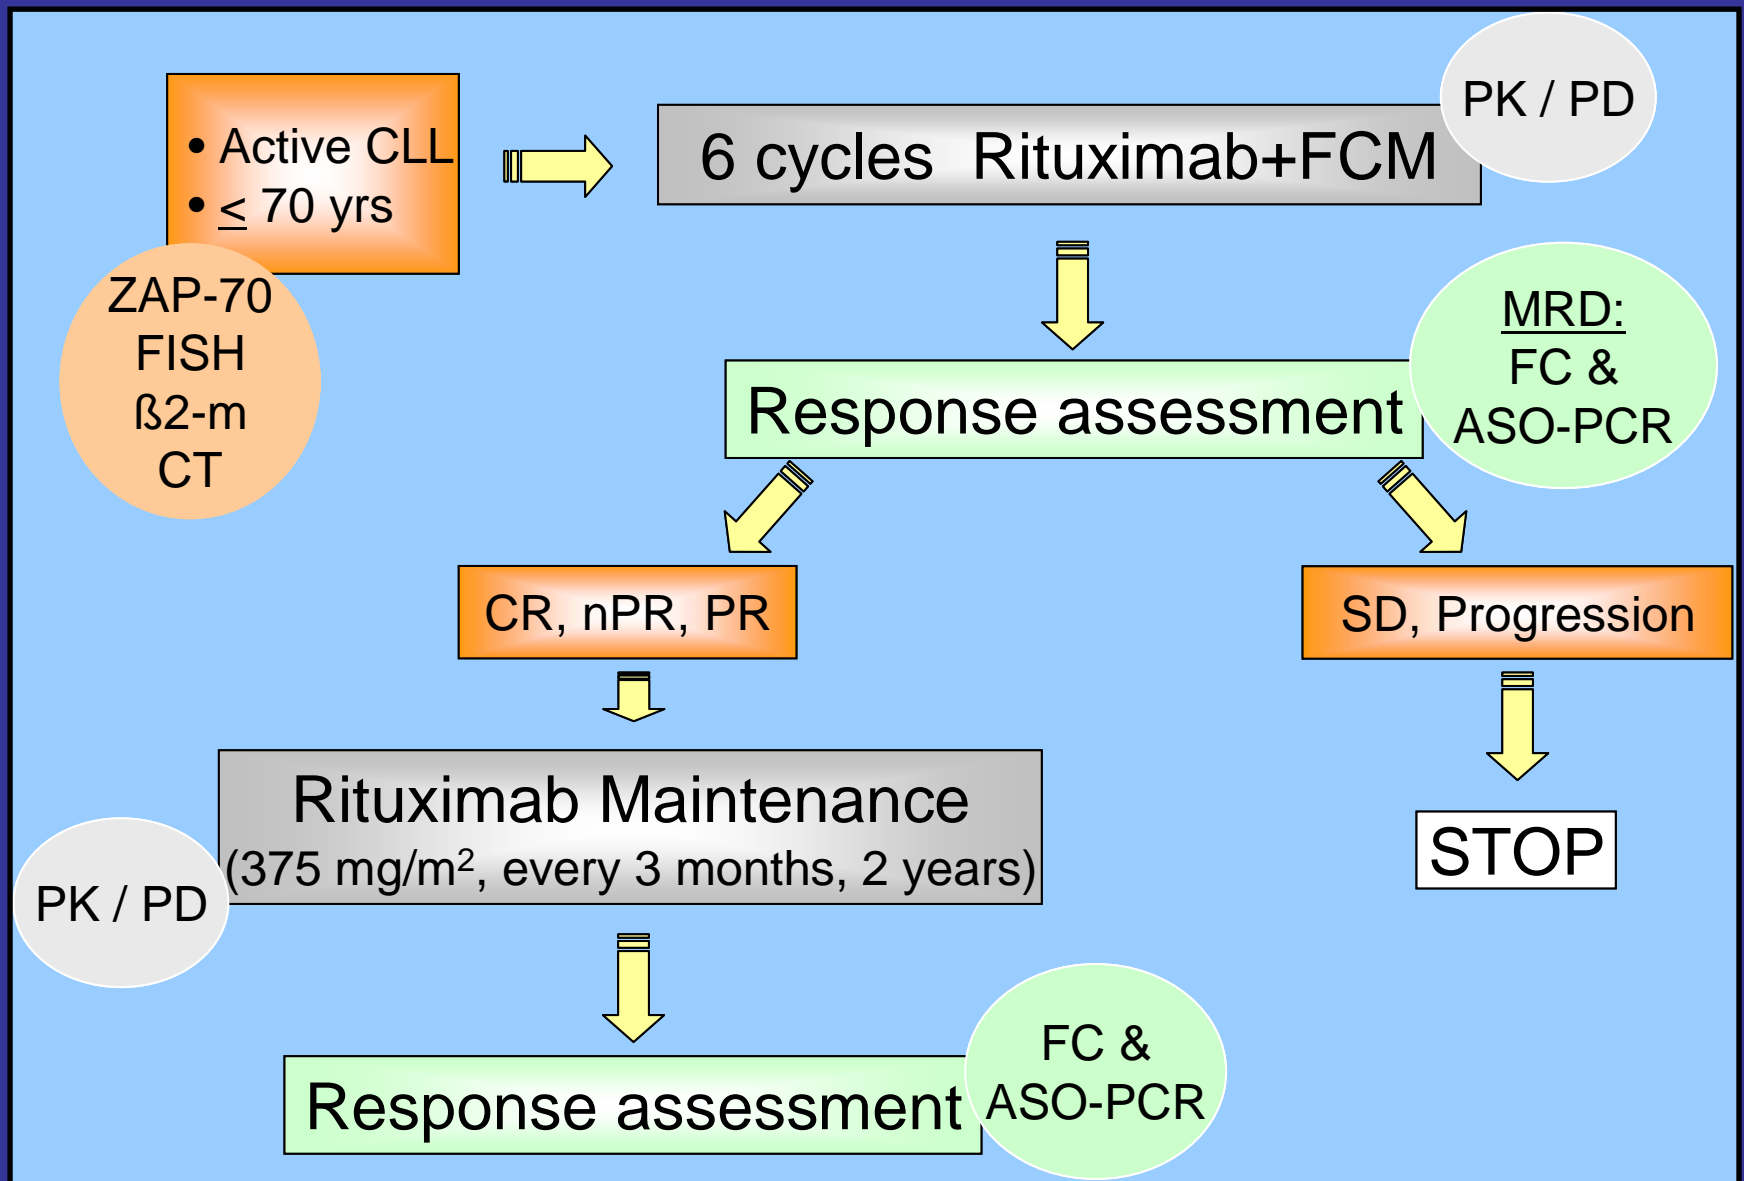 • Active CLL
• ≤ 70 yrs
ZAP-70
FISH
ß2-m
CT
6 cycles Rituximab+FCM
PK / PD
Response assessment
MRD:
FC &
ASO-PCR
CR, nPR, PR
SD, Progression
Rituximab Maintenance
(375 mg/m², every 3 months, 2 years)
PK / PD
STOP
Response assessment
FC &
ASO-PCR